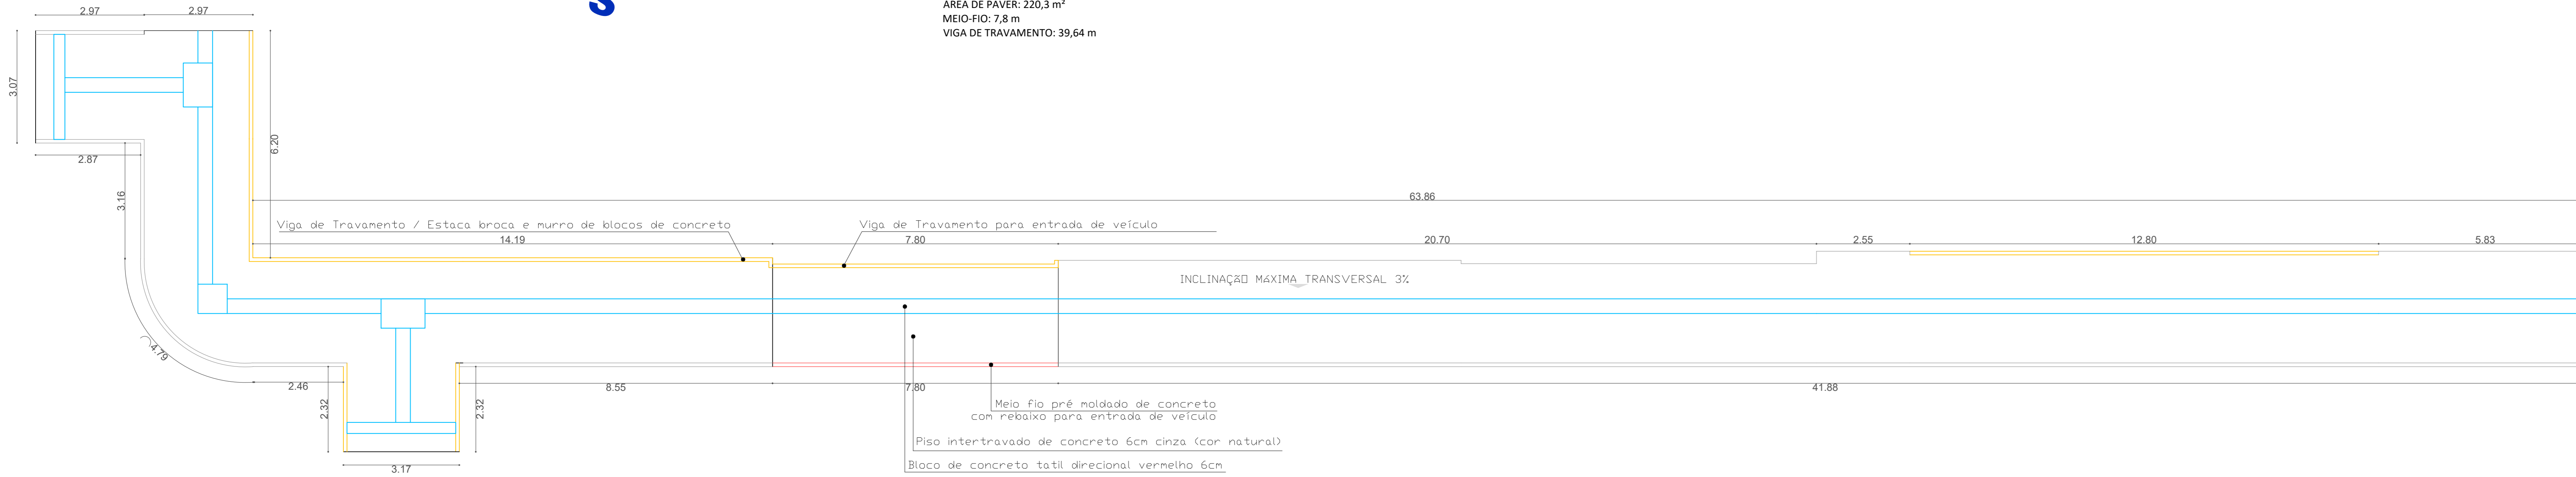 ÁREA DE PAVER: 220,3 m²
MEIO-FIO: 7,8 m
VIGA DE TRAVAMENTO: 39,64 m
2.97
2.97
3.07
6.20
2.87
3.16
63.86
Viga de Travamento / Estaca broca e murro de blocos de concreto
Viga de Travamento para entrada de veículo
14.19
7.80
20.70
2.55
12.80
5.83
INCLINAÇÃO MÁXIMA TRANSVERSAL 3%
4.79
2.46
2.32
2.32
8.55
7.80
41.88
Meio fio pré moldado de concreto
com rebaixo para entrada de veículo
Piso intertravado de concreto 6cm cinza (cor natural)
Bloco de concreto tatil direcional vermelho 6cm
3.17